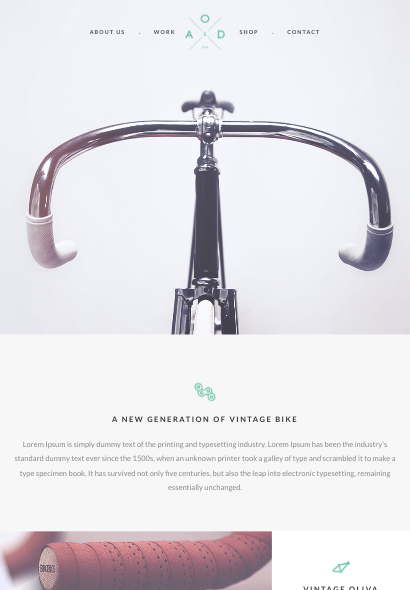 ABOUT US . WORK
O
A D
SHOP . CONTACT
A NEW GENERATION OF VINTAGE BIKE
Lorem Ipsum is simply dummy text of the printing and typesetting industry. Lorem Ipsum has been the industry's
standard dummy text ever since the 1500s, when an unknown printer took a galley of type and scrambled it to make a
type specimen book. It has survived not only five centuries, but also the leap into electronic typesetting, remaining
essentially unchanged.
VINTAGE OLIVA